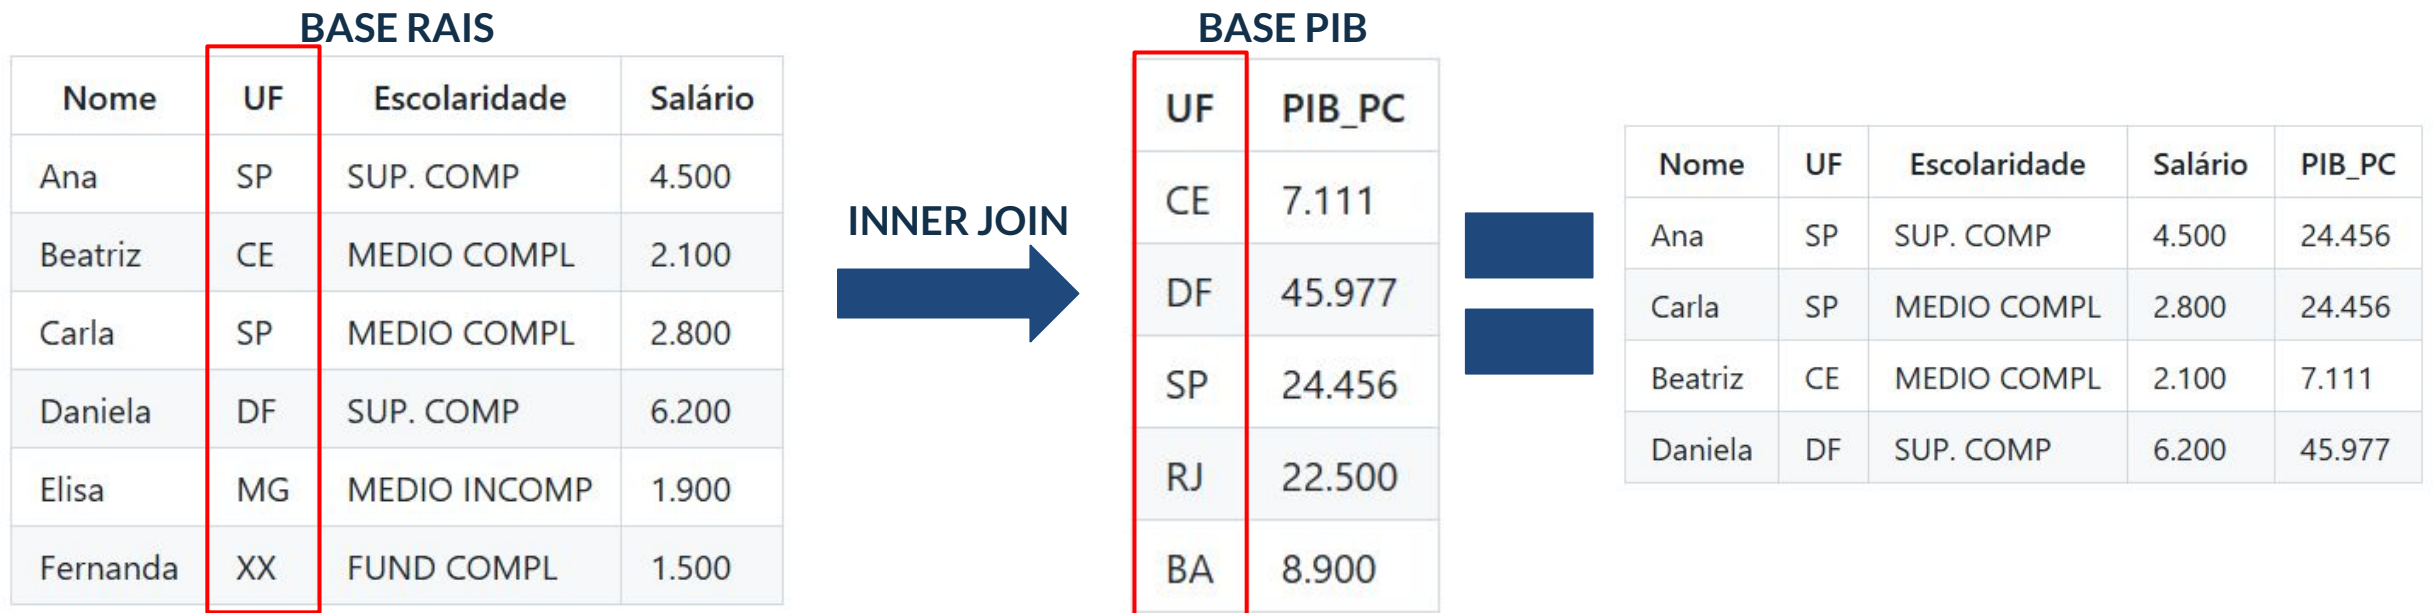 BASE RAIS
Nome UF Escolaridade Salário
Ana SP SUP. COMP 4.500
Beatriz CE MEDIO COMPL 2.100
Carla SP MEDIO COMPL 2.800
Daniela DF SUP. COMP 6.200
Elisa MG MEDIO INCOMP 1.900
Fernanda XX FUND COMPL 1.500
INNER JOIN
BASE PIB
UF PIB_PC
CE 7.111
DF 45.977
SP 24.456
RJ 22.500
BA 8.900
Nome UF Escolaridade Salário PIB_PC
Ana SP SUP. COMP 4.500 24.456
Carla SP MEDIO COMPL 2.800 24.456
Beatriz CE MEDIO COMPL 2.100 7.111
Daniela DF SUP. COMP 6.200 45.977